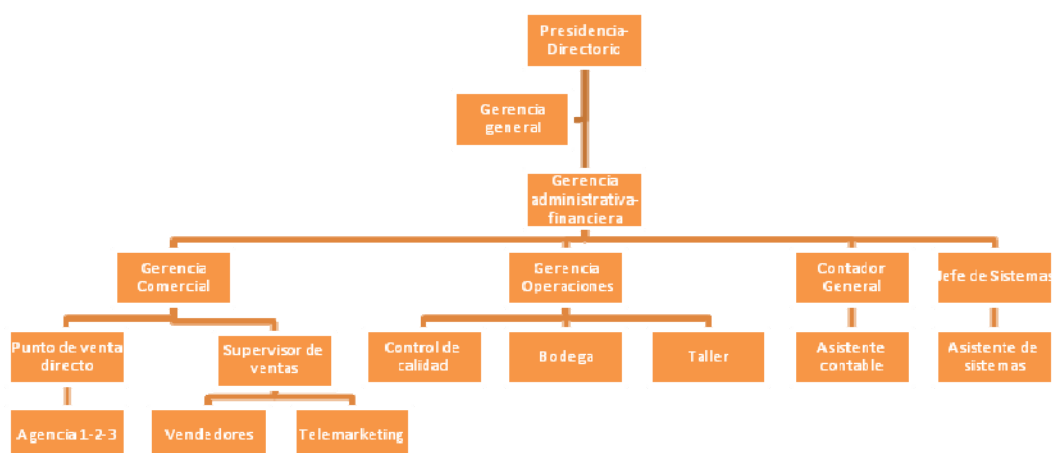 Presidencia-
Directorio
Gerencia
general
Gerencia
administrativa-
financiera
Gerencia
Comercial
Gerencia
Operaciones
Contador
General
Jefe de Sistemas
Punto de venta
directo
Supervisor de
ventas
Control de
calidad
Bodega
Taller
Asistente
contable
Asistente de
sistemas
Agencia 1-2-3
Vendedores
Telemarketing